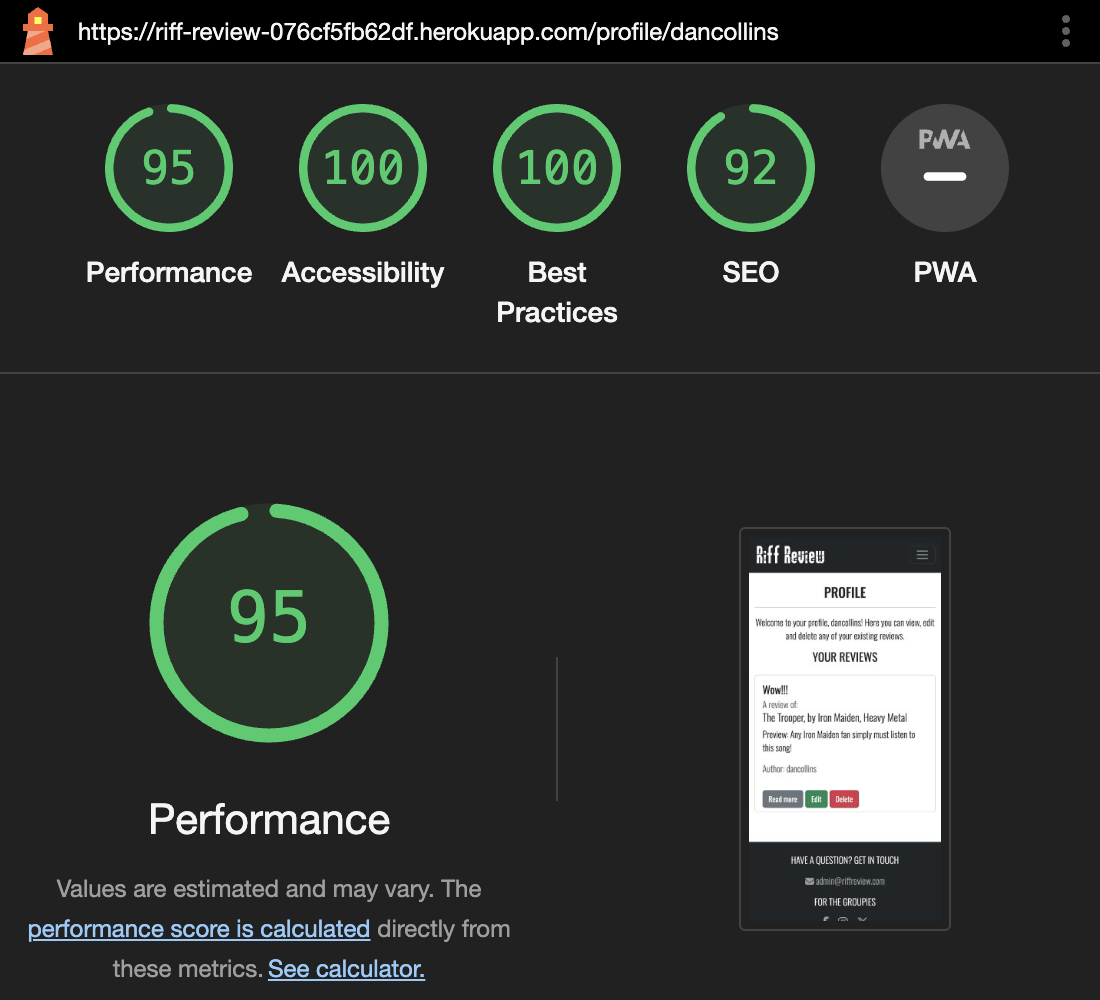 https://riff-review-076cf5fb62df.herokuapp.com/profile/dancollins
95
100
100
92
PWA
Performance
Accessibility
Best
Practices
SEO
PWA
95
Performance
Values are estimated and may vary. The
performance score is calculated directly from
these metrics. See calculator.
Riff Review
PROFILE
Welcome to your profile, dancollins! Here you can view, edit
and delete any of your existing reviews.
YOUR REVIEWS
Wow!!!
A review of:
The Trooper, by Iron Maiden, Heavy Metal
Preview: Any Iron Maiden fan simply must listen to
this song!
Author: dancollins
Read more Edit Delete
HAVE A QUESTION? GET IN TOUCH
admin@riffreview.com
FOR THE GROUPIES